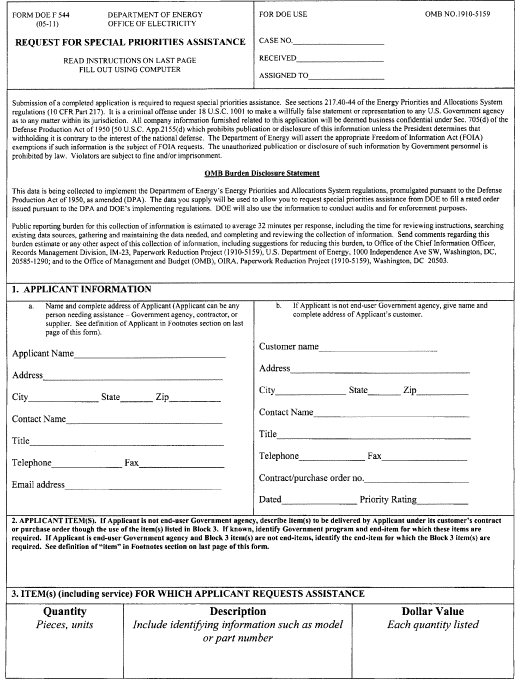 FORM DOE F 544 DEPARTMENT OF ENERGY
(05-11) OFFICE OF ELECTRICITY
REQUEST FOR SPECIAL PRIORITIES ASSISTANCE
READ INSTRUCTIONS ON LAST PAGE
FILL OUT USING COMPUTER
FOR DOE USE OMB NO.1910-5159
CASE NO.
RECEIVED
ASSIGNED TO
Submission of a completed application is required to request special priorities assistance. See sections 217.40-44 of the Energy Priorities and Allocations System
regulations (10 CFR Part 217). It is a criminal offense under 18 U.S.C. 1001 to make a willfully false statement or representation to any U.S. Government agency
as to any matter within its jurisdiction. All company information furnished related to this application will be deemed business confidential under Sec. 705(d) of the
Defense Production Act of 1950 [50 U.S.C. App.2155(d) which prohibits publication or disclosure of this information unless the President determines that
withholding it is contrary to the interest of the national defense. The Department of Energy will assert the appropriate Freedom of Information Act (FOIA)
exemptions if such information is the subject of FOIA requests. The unauthorized publication or disclosure of such information by Government personnel is
prohibited by law. Violators are subject to fine and/or imprisonment.
OMB Burden Disclosure Statement
This data is being collected to implement the Department of Energy's Energy Priorities and Allocations System regulations, promulgated pursuant to the Defense
Production Act of 1950, as amended (DPA). The data you supply will be used to allow you to request special priorities assistance from DOE to fill a rated order
issued pursuant to the DPA and DOE's implementing regulations. DOE will also use the information to conduct audits and for enforcement purposes.
Public reporting burden for this collection of information is estimated to average 32 minutes per response, including the time for reviewing instructions, searching
existing data sources, gathering and maintaining the data needed, and completing and reviewing the collection of information. Send comments regarding this
burden estimate or any other aspect of this collection of information, including suggestions for reducing this burden, to Office of the Chief Information Officer,
Records Management Division, IM-23, Paperwork Reduction Project (1910-5159), U.S. Department of Energy, 1000 Independence Ave SW, Washington, DC,
20585-1290; and to the Office of Management and Budget (OMB), OIRA, Paperwork Reduction Project (1910-5159), Washington, DC 20503.
1. APPLICANT INFORMATION
a. Name and complete address of Applicant (Applicant can be any
person needing assistance – Government agency, contractor, or
supplier. See definition of Applicant in Footnotes section on last
page of this form).
Applicant Name
Address
City State Zip
Contact Name
Title
Telephone Fax
Email address
b. If Applicant is not end-user Government agency, give name and
complete address of Applicant's customer.
Customer name
Address
City State Zip
Contact Name
Title
Telephone Fax
Contract/purchase order no.
Dated Priority Rating
2. APPLICANT ITEM(S). If Applicant is not end-user Government agency, describe item(s) to be delivered by Applicant under its customer's contract
or purchase order though the use of the item(s) listed in Block 3. If known, identify Government program and end-item for which these items are
required. If Applicant is end-user Government agency and Block 3 item(s) are not end-items, identify the end-item for which the Block 3 item(s) are
required. See definition of "item" in Footnotes section on last page of this form.
3. ITEM(s) (including service) FOR WHICH APPLICANT REQUESTS ASSISTANCE
Quantity Description Dollar Value
Pieces, units Include identifying information such as model Each quantity listed
or part number